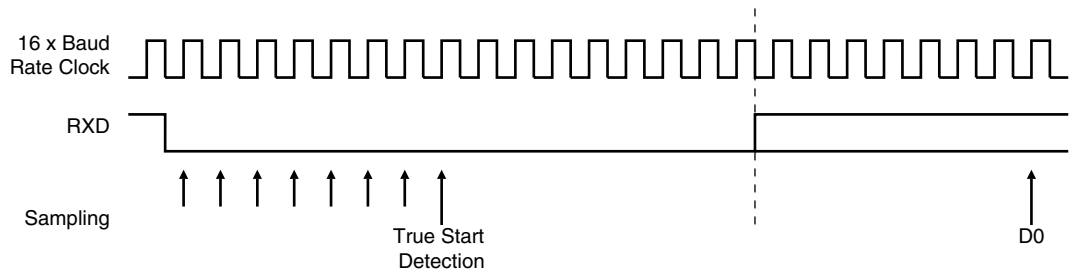 16 x Baud
Rate Clock
RXD
Sampling
True Start
Detection
D0